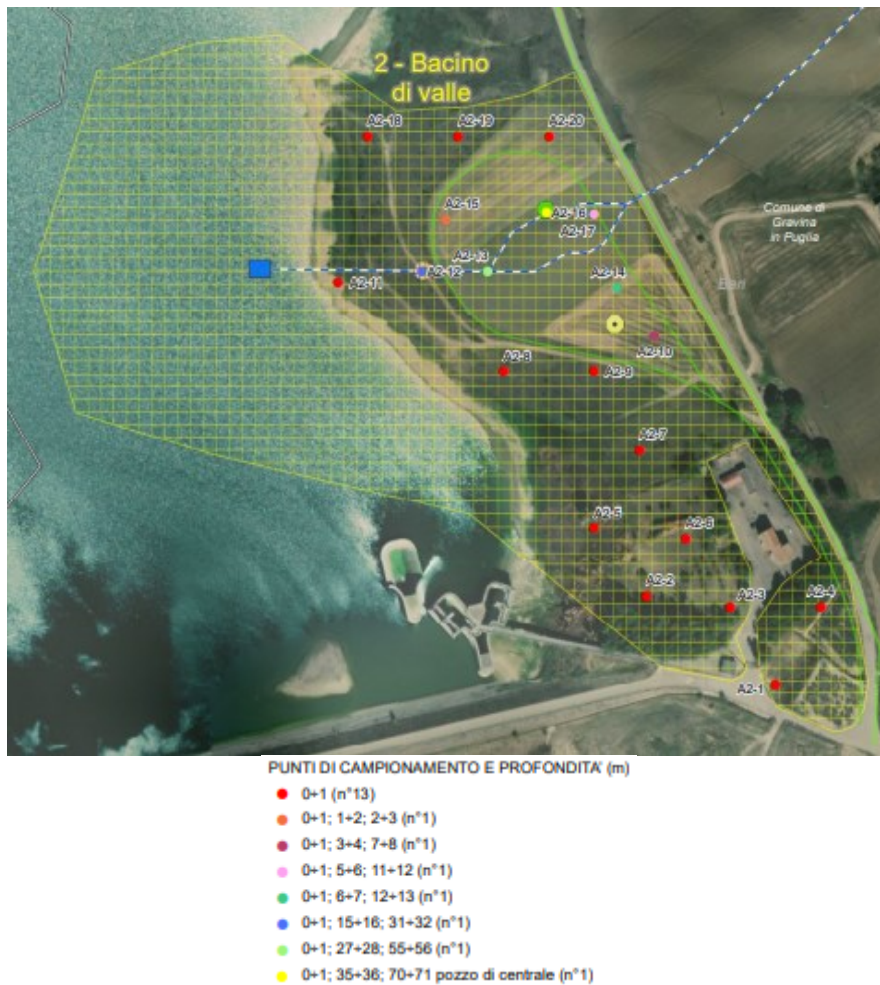 2 - Bacino
di valle
A2-18
A2-19
A2-20
A2-15
A2-16
A2-17
Comune di
Gravina
in Puglia
A2-13
A2-12
A2-11
A2-14
Bari
A2-10
A2-8
A2-9
A2-7
A2-5
A2-6
A2-2
A2-3
A2-4
A2-1
PUNTI DI CAMPIONAMENTO E PROFONDITA' (m)
0÷1 (n°13)
0÷1; 1÷2; 2÷3 (n°1)
0÷1; 3÷4; 7÷8 (n°1)
0÷1; 5÷6; 11÷12 (n°1)
0÷1; 6÷7; 12÷13 (n°1)
0÷1; 15÷16; 31÷32 (n°1)
0÷1; 27÷28; 55÷56 (n°1)
0÷1; 35÷36; 70÷71 pozzo di centrale (n°1)